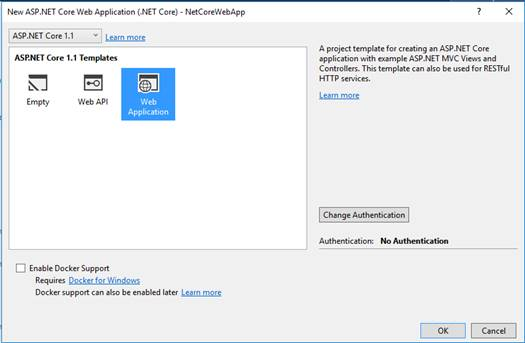 New ASP.NET Core Web Application (.NET Core) - NetCoreWebApp
?
ASP.NET Core 1.1
Learn more
ASP.NET Core 1.1 Templates
Empty
Web API
Web
Application
A project template for creating an ASP.NET Core
application with example ASP.NET MVC Views and
Controllers. This template can also be used for RESTful
HTTP services.
Learn more
Change Authentication
Authentication: No Authentication
Enable Docker Support
Requires Docker for Windows
Docker support can also be enabled later Learn more
OK
Cancel